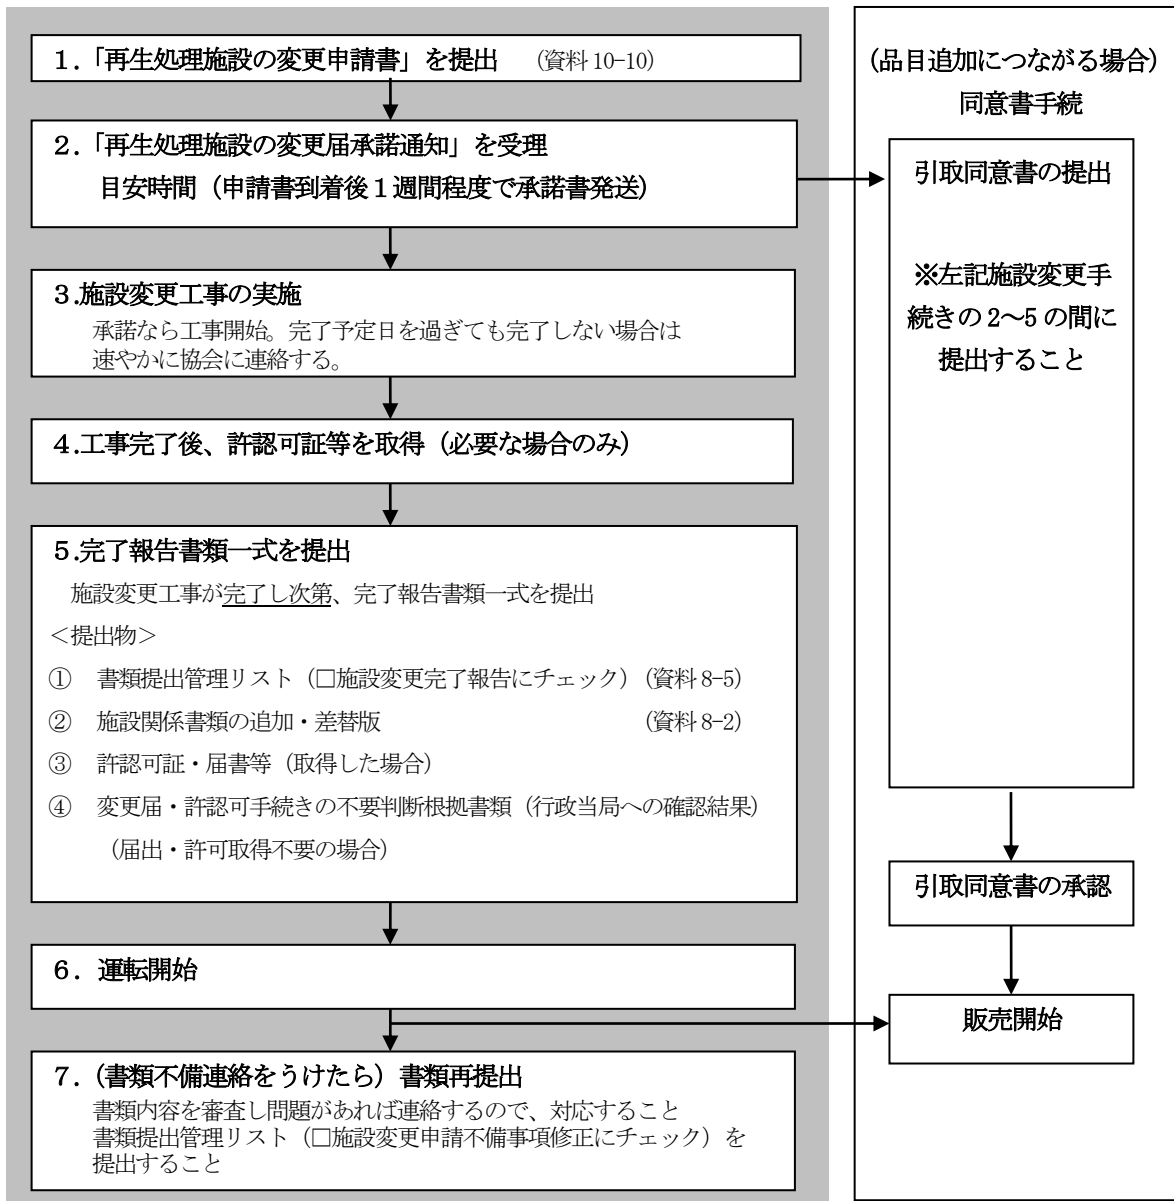 １．「再生処理施設の変更申請書」を提出　（資料 10-10）
２．「再生処理施設の変更届承諾通知」を受理
目安時間（申請書到着後１週間程度で承諾書発送）
３.施設変更工事の実施
承諾なら工事開始。完了予定日を過ぎても完了しない場合は
速やかに協会に連絡する。
４.工事完了後、許認可証等を取得（必要な場合のみ）
５.完了報告書類一式を提出
施設変更工事が完了し次第、完了報告書類一式を提出
＜提出物＞
①　書類提出管理リスト（□施設変更完了報告にチェック）（資料 8-5）
②　施設関係書類の追加・差替版　（資料 8-2）
③　許認可証・届書等（取得した場合）
④　変更届・許認可手続きの不要判断根拠書類（行政当局への確認結果）
（届出・許可取得不要の場合）
６．運転開始
７．（書類不備連絡をうけたら）書類再提出
書類内容を審査し問題があれば連絡するので、対応すること
書類提出管理リスト（□施設変更申請不備事項修正にチェック）を
提出すること
（品目追加につながる場合）
同意書手続
引取同意書の提出
※左記施設変更手
続きの 2～5 の間に
提出すること
引取同意書の承認
販売開始